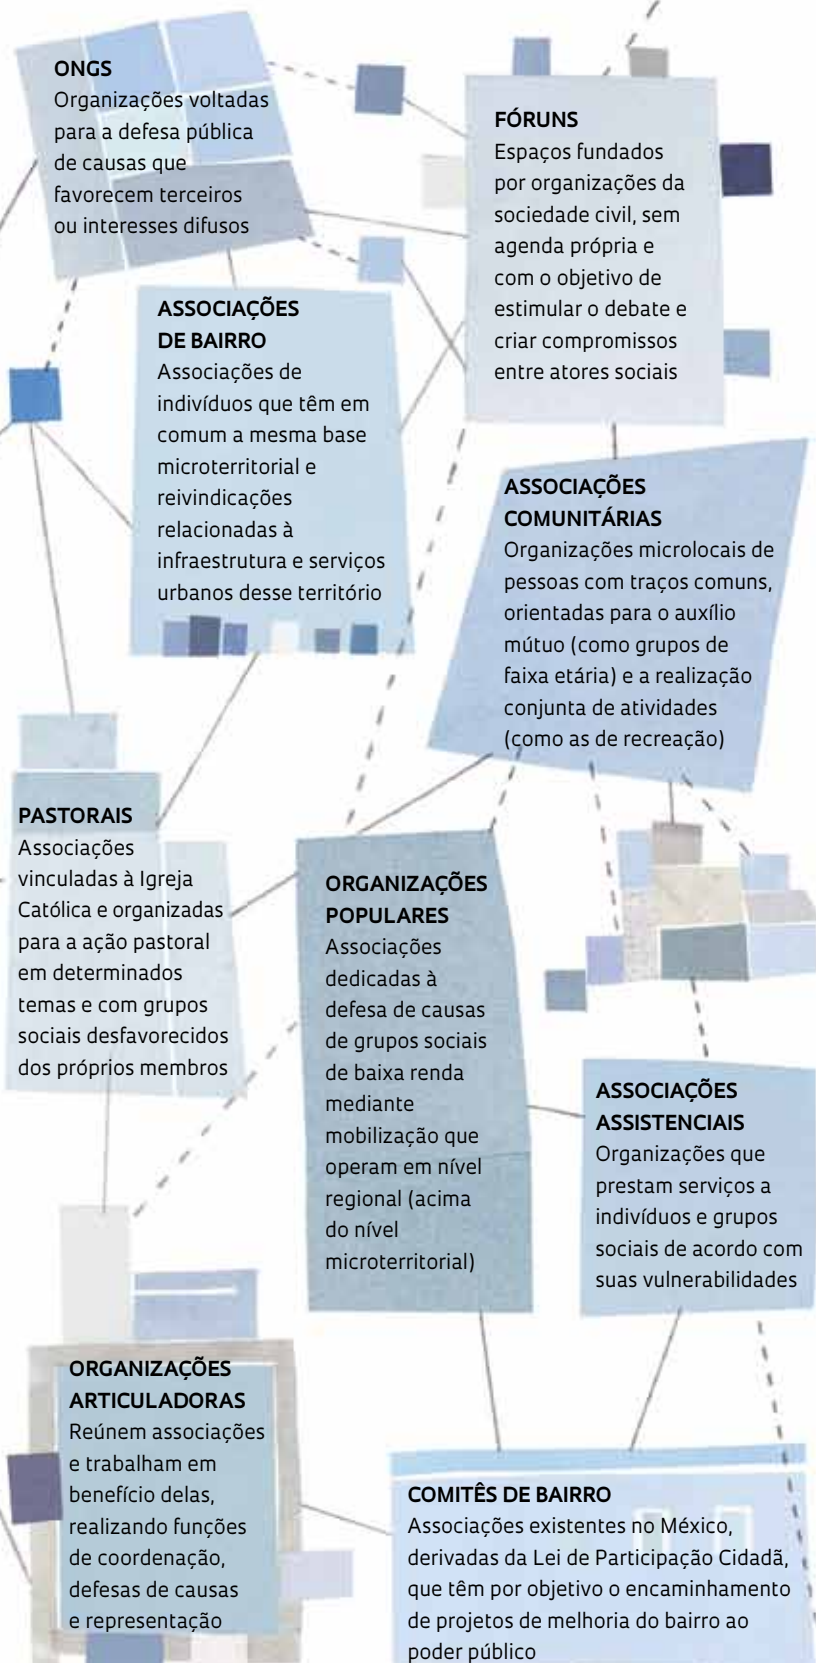 ONGS
Organizações voltadas
para a defesa pública
de causas que
favorecem terceiros
ou interesses difusos
FÓRUNS
Espaços fundados
por organizações da
sociedade civil, sem
agenda própria e
com o objetivo de
estimular o debate e
criar compromissos
entre atores sociais
ASSOCIAÇÕES
DE BAIRRO
Associações de
indivíduos que têm em
comum a mesma base
microterritorial e
reivindicações
relacionadas à
infraestrutura e serviços
urbanos desse território
ASSOCIAÇÕES
COMUNITÁRIAS
Organizações microlocais de
pessoas com traços comuns,
orientadas para o auxílio
mútuo (como grupos de
faixa etária) e a realização
conjunta de atividades
(como as de recreação)
PASTORAIS
Associações
vinculadas à Igreja
Católica e organizadas
para a ação pastoral
em determinados
temas e com grupos
sociais desfavorecidos
dos próprios membros
ORGANIZAÇÕES
POPULARES
Associações
dedicadas à
defesa de causas
de grupos sociais
de baixa renda
mediante
mobilização que
operam em nível
regional (acima
do nível
microterritorial)
ASSOCIAÇÕES
ASSISTENCIAIS
Organizações que
prestam serviços a
indivíduos e grupos
sociais de acordo com
suas vulnerabilidades
ORGANIZAÇÕES
ARTICULADORAS
Reúnem associações
e trabalham em
benefício delas,
realizando funções
de coordenação,
defesas de causas
e representação
COMITÊS DE BAIRRO
Associações existentes no México,
derivadas da Lei de Participação Cidadã,
que têm por objetivo o encaminhamento
de projetos de melhoria do bairro ao
poder público